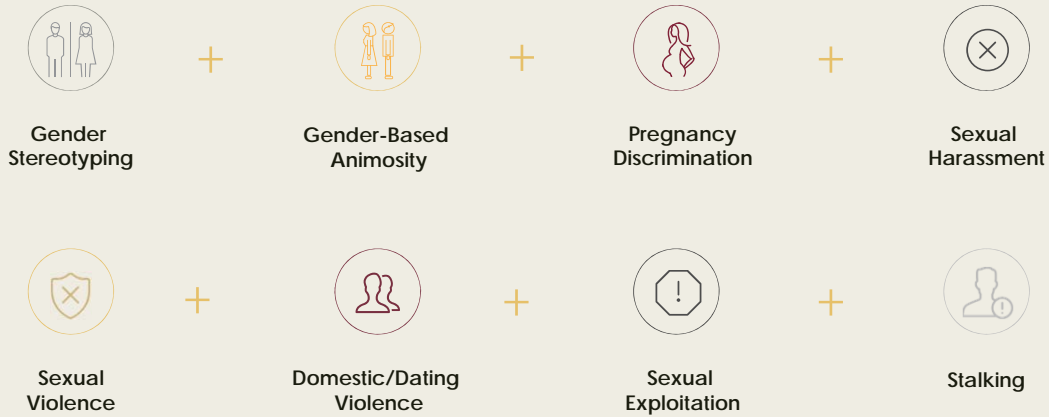 Gender
Stereotyping
Gender-Based
Animosity
Pregnancy
Discrimination
Sexual
Harassment
Sexual
Violence
Domestic/Dating
Violence
Sexual
Exploitation
Stalking